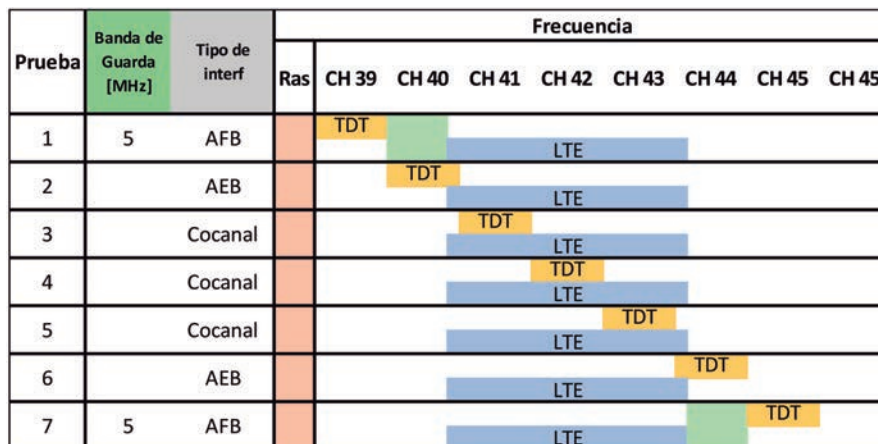 Frecuencia
Prueba Banda de Guarda [MHz] Tipo de interf Ras CH 39 CH 40 CH 41 CH 42 CH 43 CH 44 CH 45 CH 45
1 5 AFB TDT
LTE
2 AEB TDT
LTE
3 Cocanal TDT
LTE
4 Cocanal TDT
LTE
5 Cocanal TDT
LTE
6 AEB TDT
LTE
7 5 AFB TDT
LTE